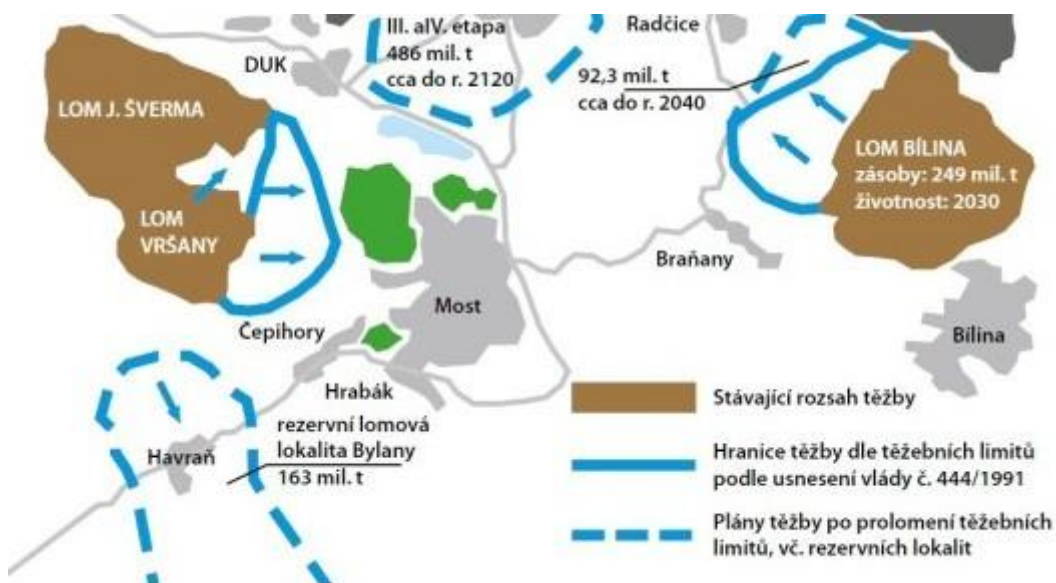 III. aIV. etapa
486 mil. t
cca do r. 2120
Radčice
DUK
92,3 mil. t
cca do r. 2040
LOM J. ŠVERMA
LOM BÍLINA
zásoby: 249 mil. t
životnost: 2030
LOM
VRŠANY
Braňany
Most
Čepihory
Bílina
Hrabák
Stávající rozsah těžby
rezervní lomová
lokalita Bylany
163 mil. t
Havraň
Hranice těžby dle těžebních limitů
podle usnesení vlády č. 444/1991
Plány těžby po prolomení těžebních
limitů, vč. rezervních lokalit